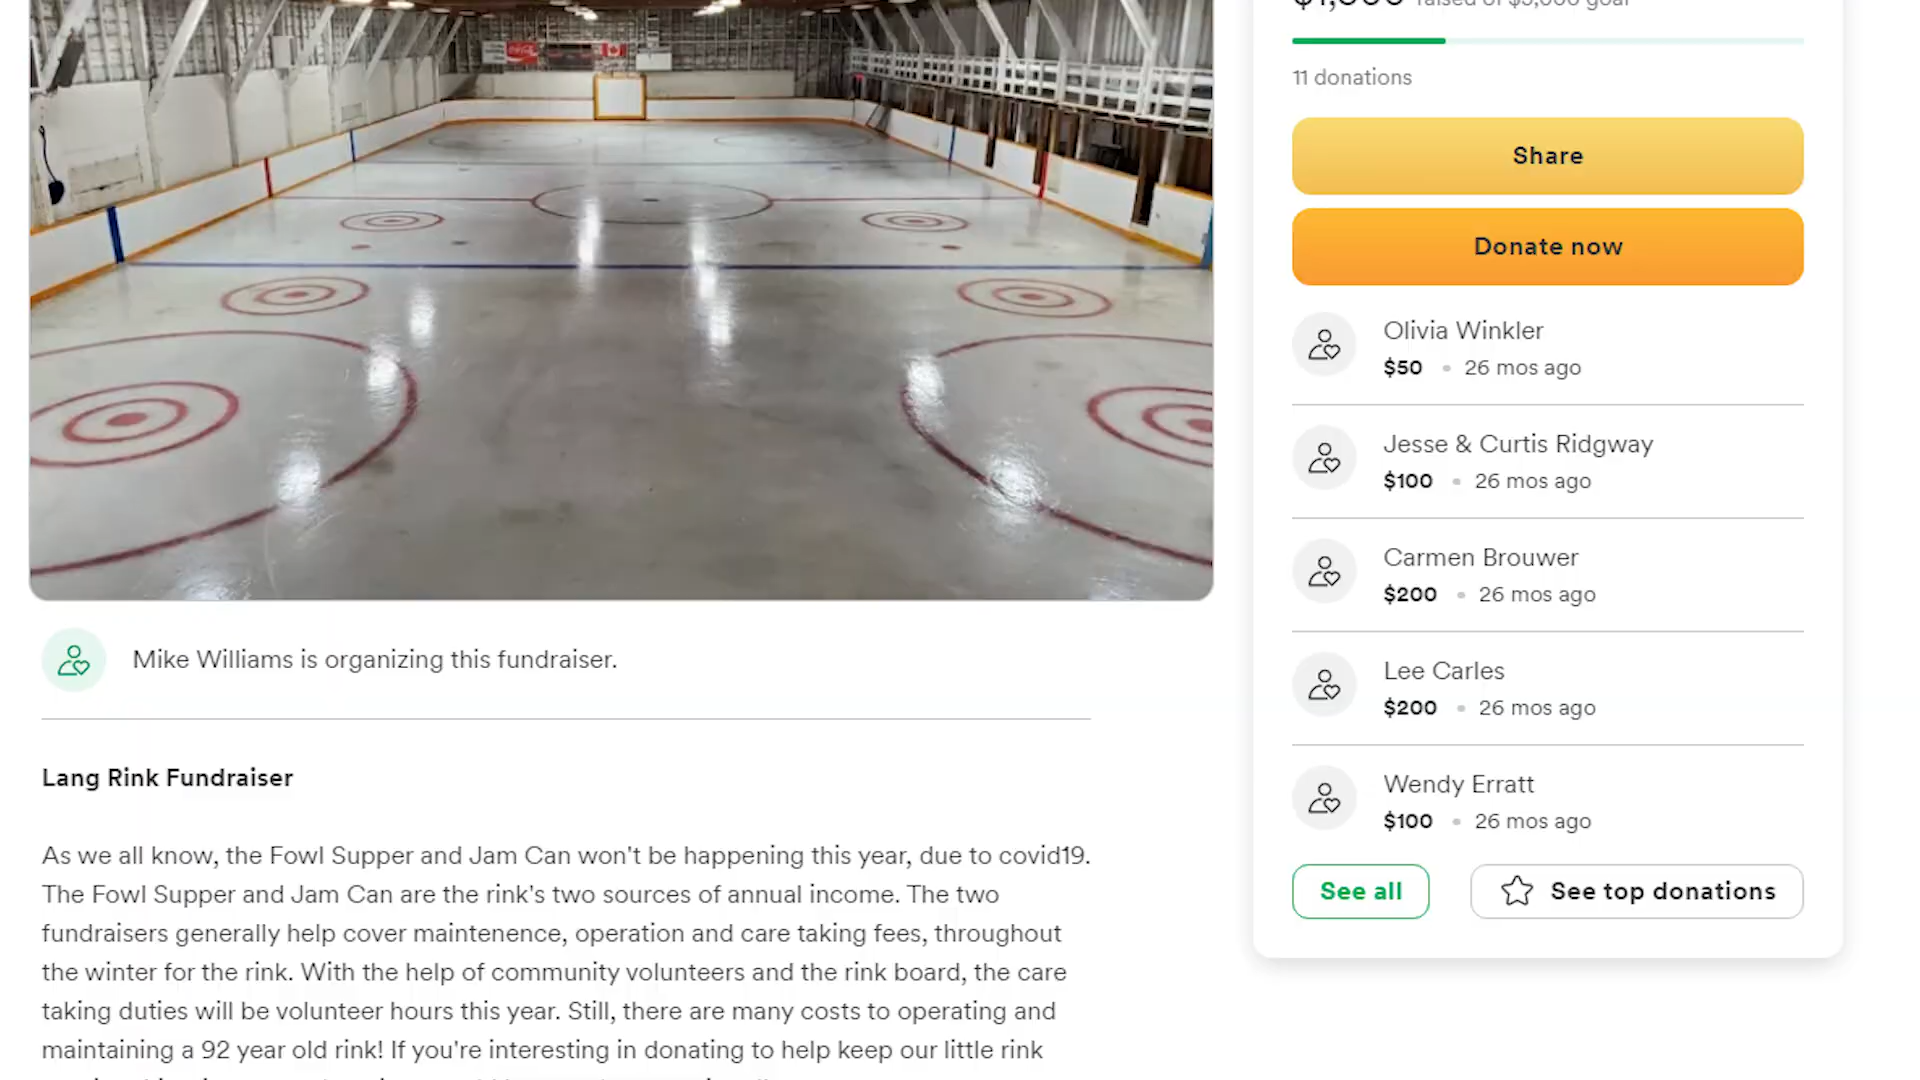 raised of $5,000 goal
11 donations
Share
Donate now
Olivia Winkler
$50 • 26 mos ago
Jesse & Curtis Ridgway
$100 • 26 mos ago
Carmen Brouwer
$200 • 26 mos ago
Lee Carles
$200 • 26 mos ago
Wendy Erratt
$100 • 26 mos ago
See all
See top donations
Mike Williams is organizing this fundraiser.
Lang Rink Fundraiser
As we all know, the Fowl Supper and Jam Can won't be happening this year, due to covid19.
The Fowl Supper and Jam Can are the rink's two sources of annual income. The two
fundraisers generally help cover maintenence, operation and care taking fees, throughout
the winter for the rink. With the help of community volunteers and the rink board, the care
taking duties will be volunteer hours this year. Still, there are many costs to operating and
maintaining a 92 year old rink! If you're interesting in donating to help keep our little rink